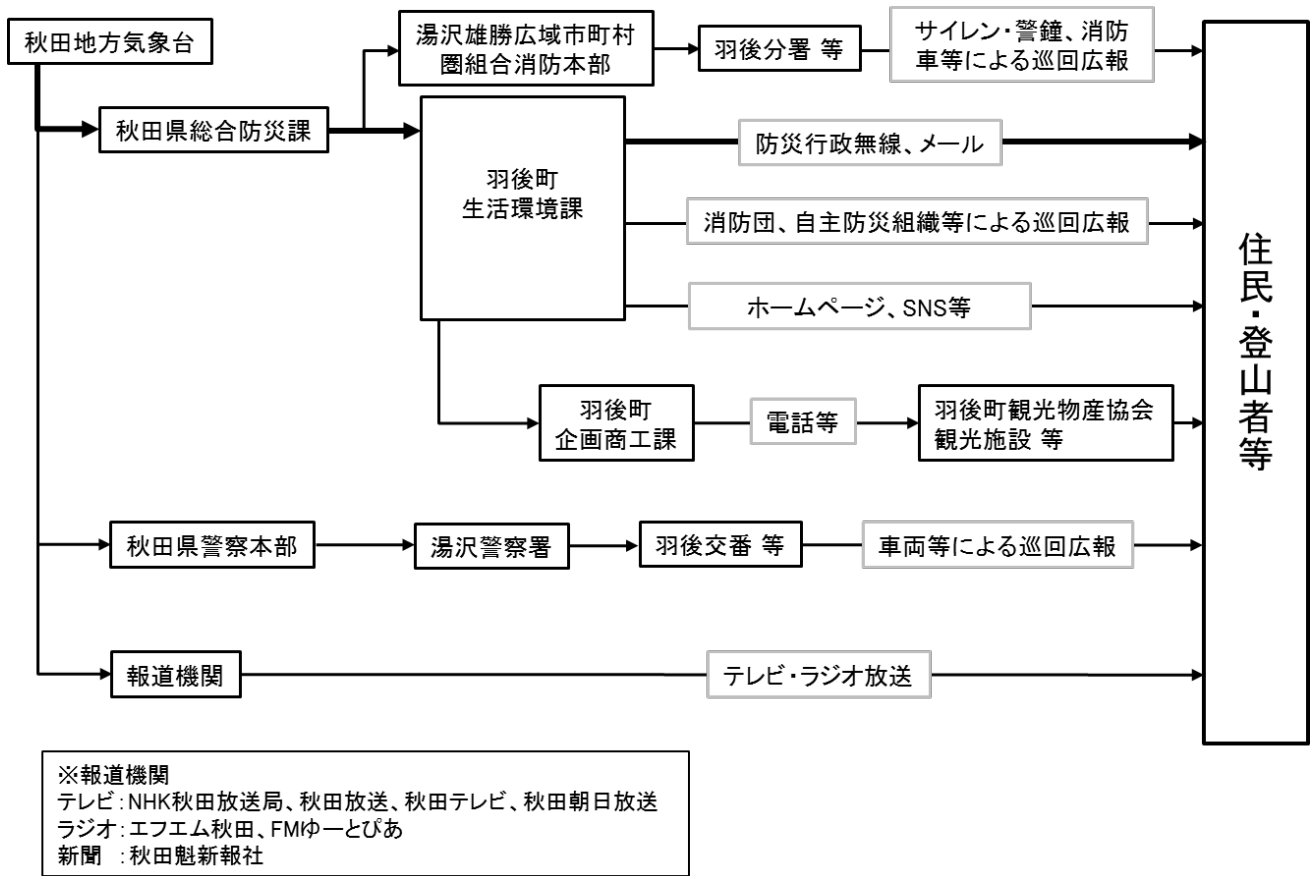 秋田地方気象台
湯沢雄勝広域市町村
圏組合消防本部
羽後分署 等
サイレン・警鐘、消防
車等による巡回広報
秋田県総合防災課
羽後町
生活環境課
防災行政無線、メール
消防団、自主防災組織等による巡回広報
ホームページ、SNS等
羽後町
企画商工課
電話等
羽後町観光物産協会
観光施設 等
秋田県警察本部
湯沢警察署
羽後交番 等
車両等による巡回広報
報道機関
テレビ・ラジオ放送
住民・登山者等
※報道機関
テレビ：NHK秋田放送局、秋田放送、秋田テレビ、秋田朝日放送
ラジオ：エフエム秋田、FMゆーとぴあ
新聞　：秋田魁新報社